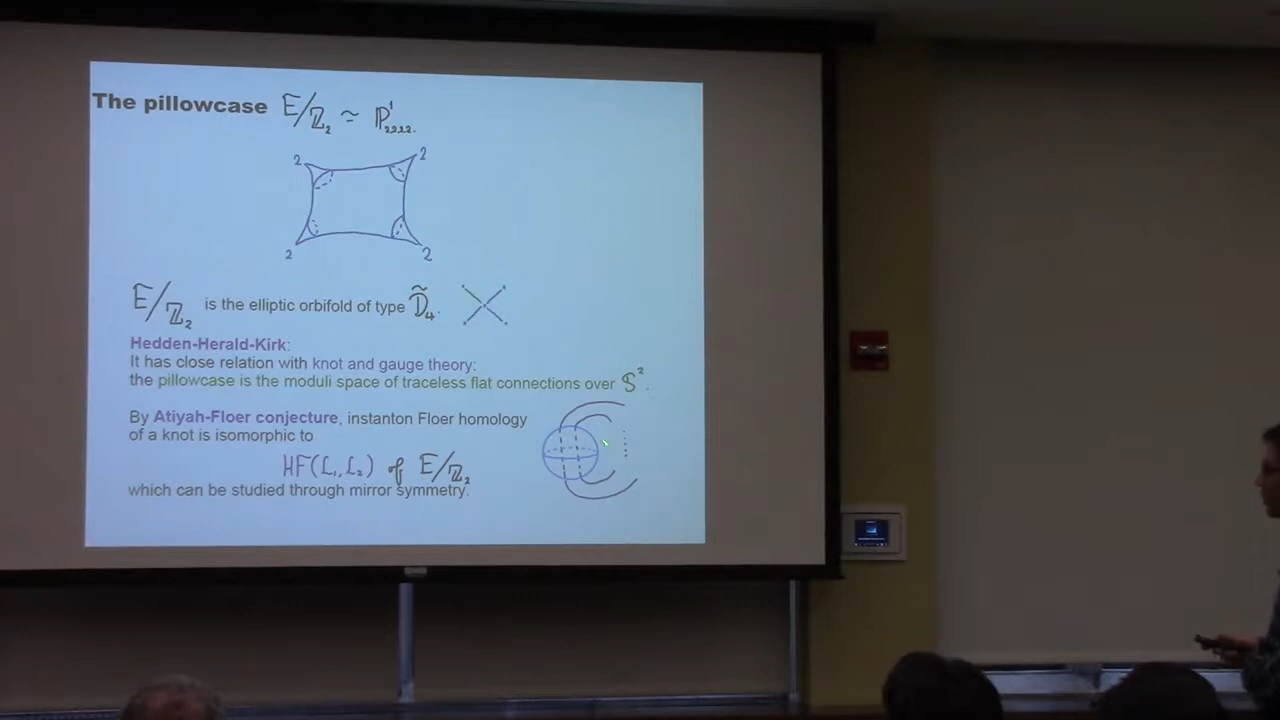 The pillowcase E/ℤ₂ ≃ ℙ¹₂,₂,₂,₂.
2 2
2 2
E/ℤ₂ is the elliptic orbifold of type D̃₄.
Hedden-Herald-Kirk:
It has close relation with knot and gauge theory:
the pillowcase is the moduli space of traceless flat connections over S².
By Atiyah-Floer conjecture, instanton Floer homology
of a knot is isomorphic to
HF(L₁, L₂) of E/ℤ₂
which can be studied through mirror symmetry.